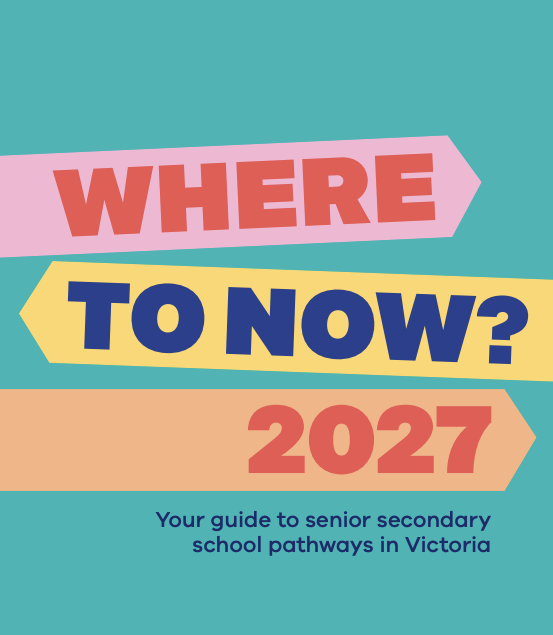 WHERE
TO NOW?
2027
Your guide to senior secondary
school pathways in Victoria